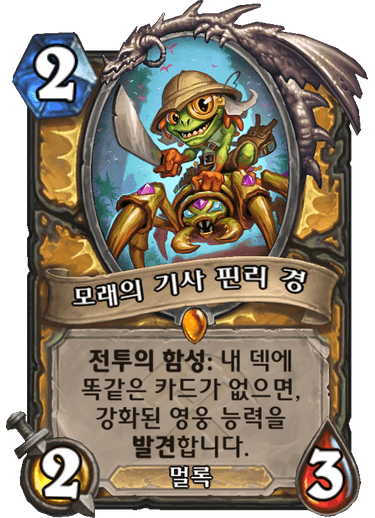 2
모래의 기사 핀리 경
전투의 함성: 내 덱에
똑같은 카드가 없으면,
강화된 영웅 능력을
발견합니다.
2
멀록
3